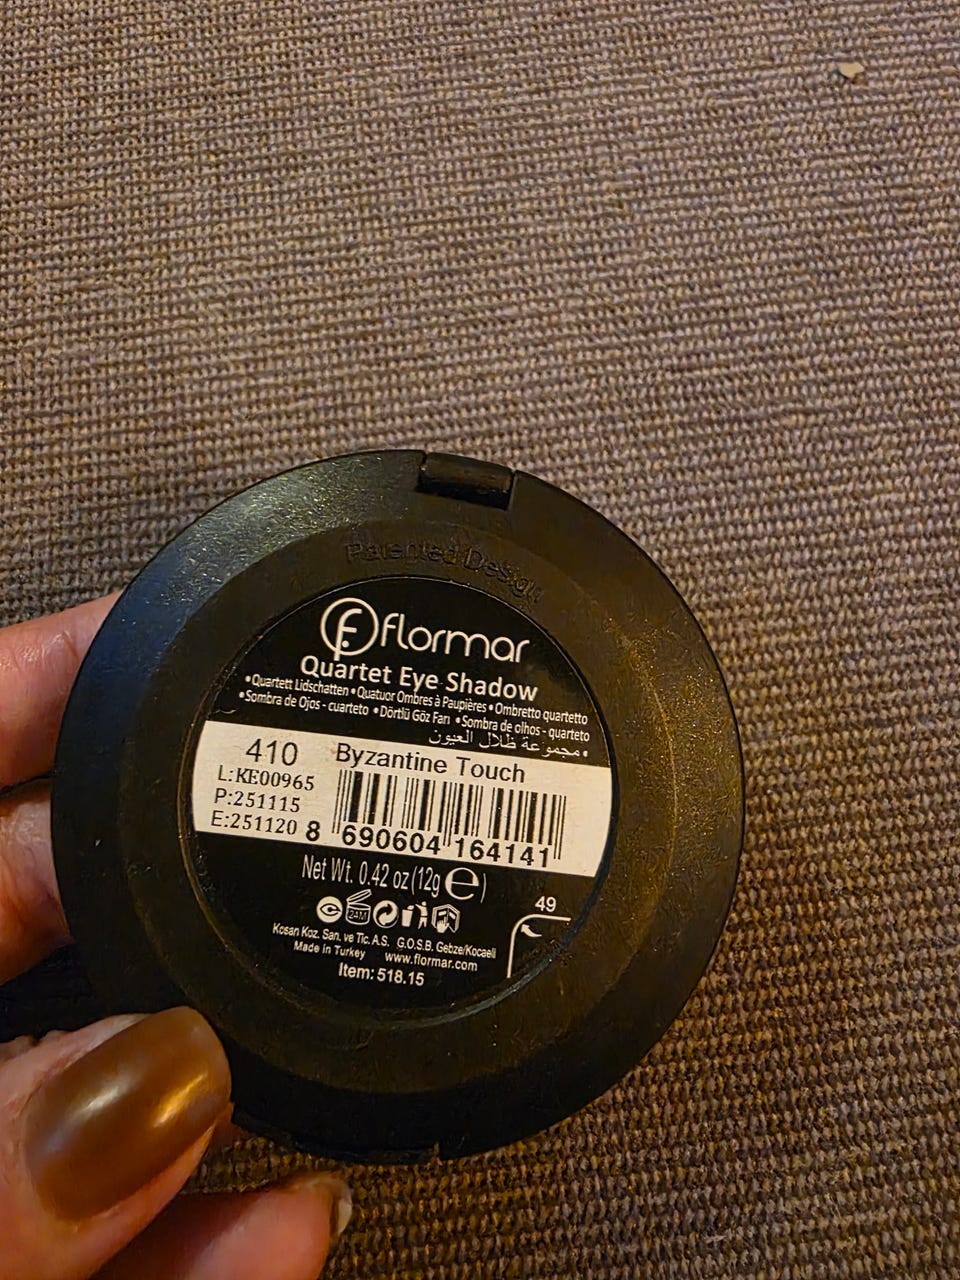 Patented Design
flormar
Quartet Eye Shadow
•Quartett Lidschatten •Quatuor Ombres à Paupières •Ombretto quartetto
•Sombra de Ojos - cuarteto •Dörtlü Göz Farı •Sombra de olhos - quarteto
•مجموعة ظلال العيون
410 Byzantine Touch
L:KE00965
P:251115
E:251120
8 690604 164141
Net Wt. 0.42 oz (12g e)
24M
49
Kosan Koz. San. ve Tic. A.S. G.O.S.B. Gebze/Kocaeli
Made in Turkey www.flormar.com
Item: 518.15